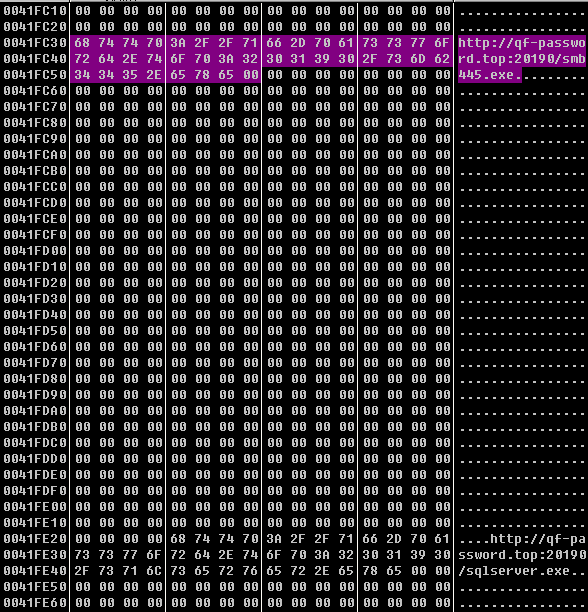 0041FC10 00 00 00 00 00 00 00 00 00 00 00 00 00 00 00 00 ................
0041FC20 00 00 00 00 00 00 00 00 00 00 00 00 00 00 00 00 ................
0041FC30 68 74 74 70 3A 2F 2F 71 66 2D 70 61 73 73 77 6F http://qf-passwo
0041FC40 72 64 2E 74 6F 70 3A 32 30 31 39 30 2F 73 6D 62 rd.top:20190/smb
0041FC50 34 34 35 2E 65 78 65 00 00 00 00 00 00 00 00 00 445.exe.........
0041FC60 00 00 00 00 00 00 00 00 00 00 00 00 00 00 00 00 ................
0041FC70 00 00 00 00 00 00 00 00 00 00 00 00 00 00 00 00 ................
0041FC80 00 00 00 00 00 00 00 00 00 00 00 00 00 00 00 00 ................
0041FC90 00 00 00 00 00 00 00 00 00 00 00 00 00 00 00 00 ................
0041FCA0 00 00 00 00 00 00 00 00 00 00 00 00 00 00 00 00 ................
0041FCB0 00 00 00 00 00 00 00 00 00 00 00 00 00 00 00 00 ................
0041FCC0 00 00 00 00 00 00 00 00 00 00 00 00 00 00 00 00 ................
0041FCD0 00 00 00 00 00 00 00 00 00 00 00 00 00 00 00 00 ................
0041FCE0 00 00 00 00 00 00 00 00 00 00 00 00 00 00 00 00 ................
0041FCF0 00 00 00 00 00 00 00 00 00 00 00 00 00 00 00 00 ................
0041FD00 00 00 00 00 00 00 00 00 00 00 00 00 00 00 00 00 ................
0041FD10 00 00 00 00 00 00 00 00 00 00 00 00 00 00 00 00 ................
0041FD20 00 00 00 00 00 00 00 00 00 00 00 00 00 00 00 00 ................
0041FD30 00 00 00 00 00 00 00 00 00 00 00 00 00 00 00 00 ................
0041FD40 00 00 00 00 00 00 00 00 00 00 00 00 00 00 00 00 ................
0041FD50 00 00 00 00 00 00 00 00 00 00 00 00 00 00 00 00 ................
0041FD60 00 00 00 00 00 00 00 00 00 00 00 00 00 00 00 00 ................
0041FD70 00 00 00 00 00 00 00 00 00 00 00 00 00 00 00 00 ................
0041FD80 00 00 00 00 00 00 00 00 00 00 00 00 00 00 00 00 ................
0041FD90 00 00 00 00 00 00 00 00 00 00 00 00 00 00 00 00 ................
0041FDA0 00 00 00 00 00 00 00 00 00 00 00 00 00 00 00 00 ................
0041FDB0 00 00 00 00 00 00 00 00 00 00 00 00 00 00 00 00 ................
0041FDC0 00 00 00 00 00 00 00 00 00 00 00 00 00 00 00 00 ................
0041FDD0 00 00 00 00 00 00 00 00 00 00 00 00 00 00 00 00 ................
0041FDE0 00 00 00 00 00 00 00 00 00 00 00 00 00 00 00 00 ................
0041FDF0 00 00 00 00 00 00 00 00 00 00 00 00 00 00 00 00 ................
0041FE00 00 00 00 00 00 00 00 00 00 00 00 00 00 00 00 00 ................
0041FE10 00 00 00 00 00 00 00 00 00 00 00 00 00 00 00 00 ................
0041FE20 00 00 00 00 68 74 74 70 3A 2F 2F 71 66 2D 70 61 ....http://qf-pa
0041FE30 73 73 77 6F 72 64 2E 74 6F 70 3A 32 30 31 39 30 ssword.top:20190
0041FE40 2F 73 71 6C 73 65 72 76 65 72 2E 65 78 65 00 00 /sqlserver.exe..
0041FE50 00 00 00 00 00 00 00 00 00 00 00 00 00 00 00 00 ................
0041FE60 00 00 00 00 00 00 00 00 00 00 00 00 00 00 00 00 ................